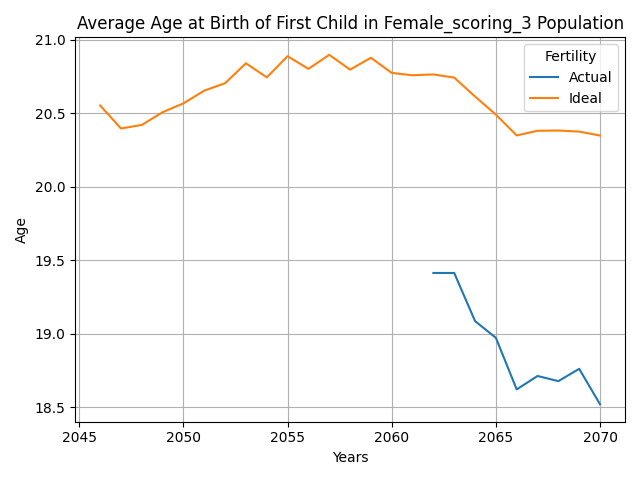 Average Age at Birth of First Child in Female_scoring_3 Population
21.0
20.5
20.0
19.5
19.0
18.5
Age
2045 2050 2055 2060 2065 2070
Years
Fertility
Actual
Ideal